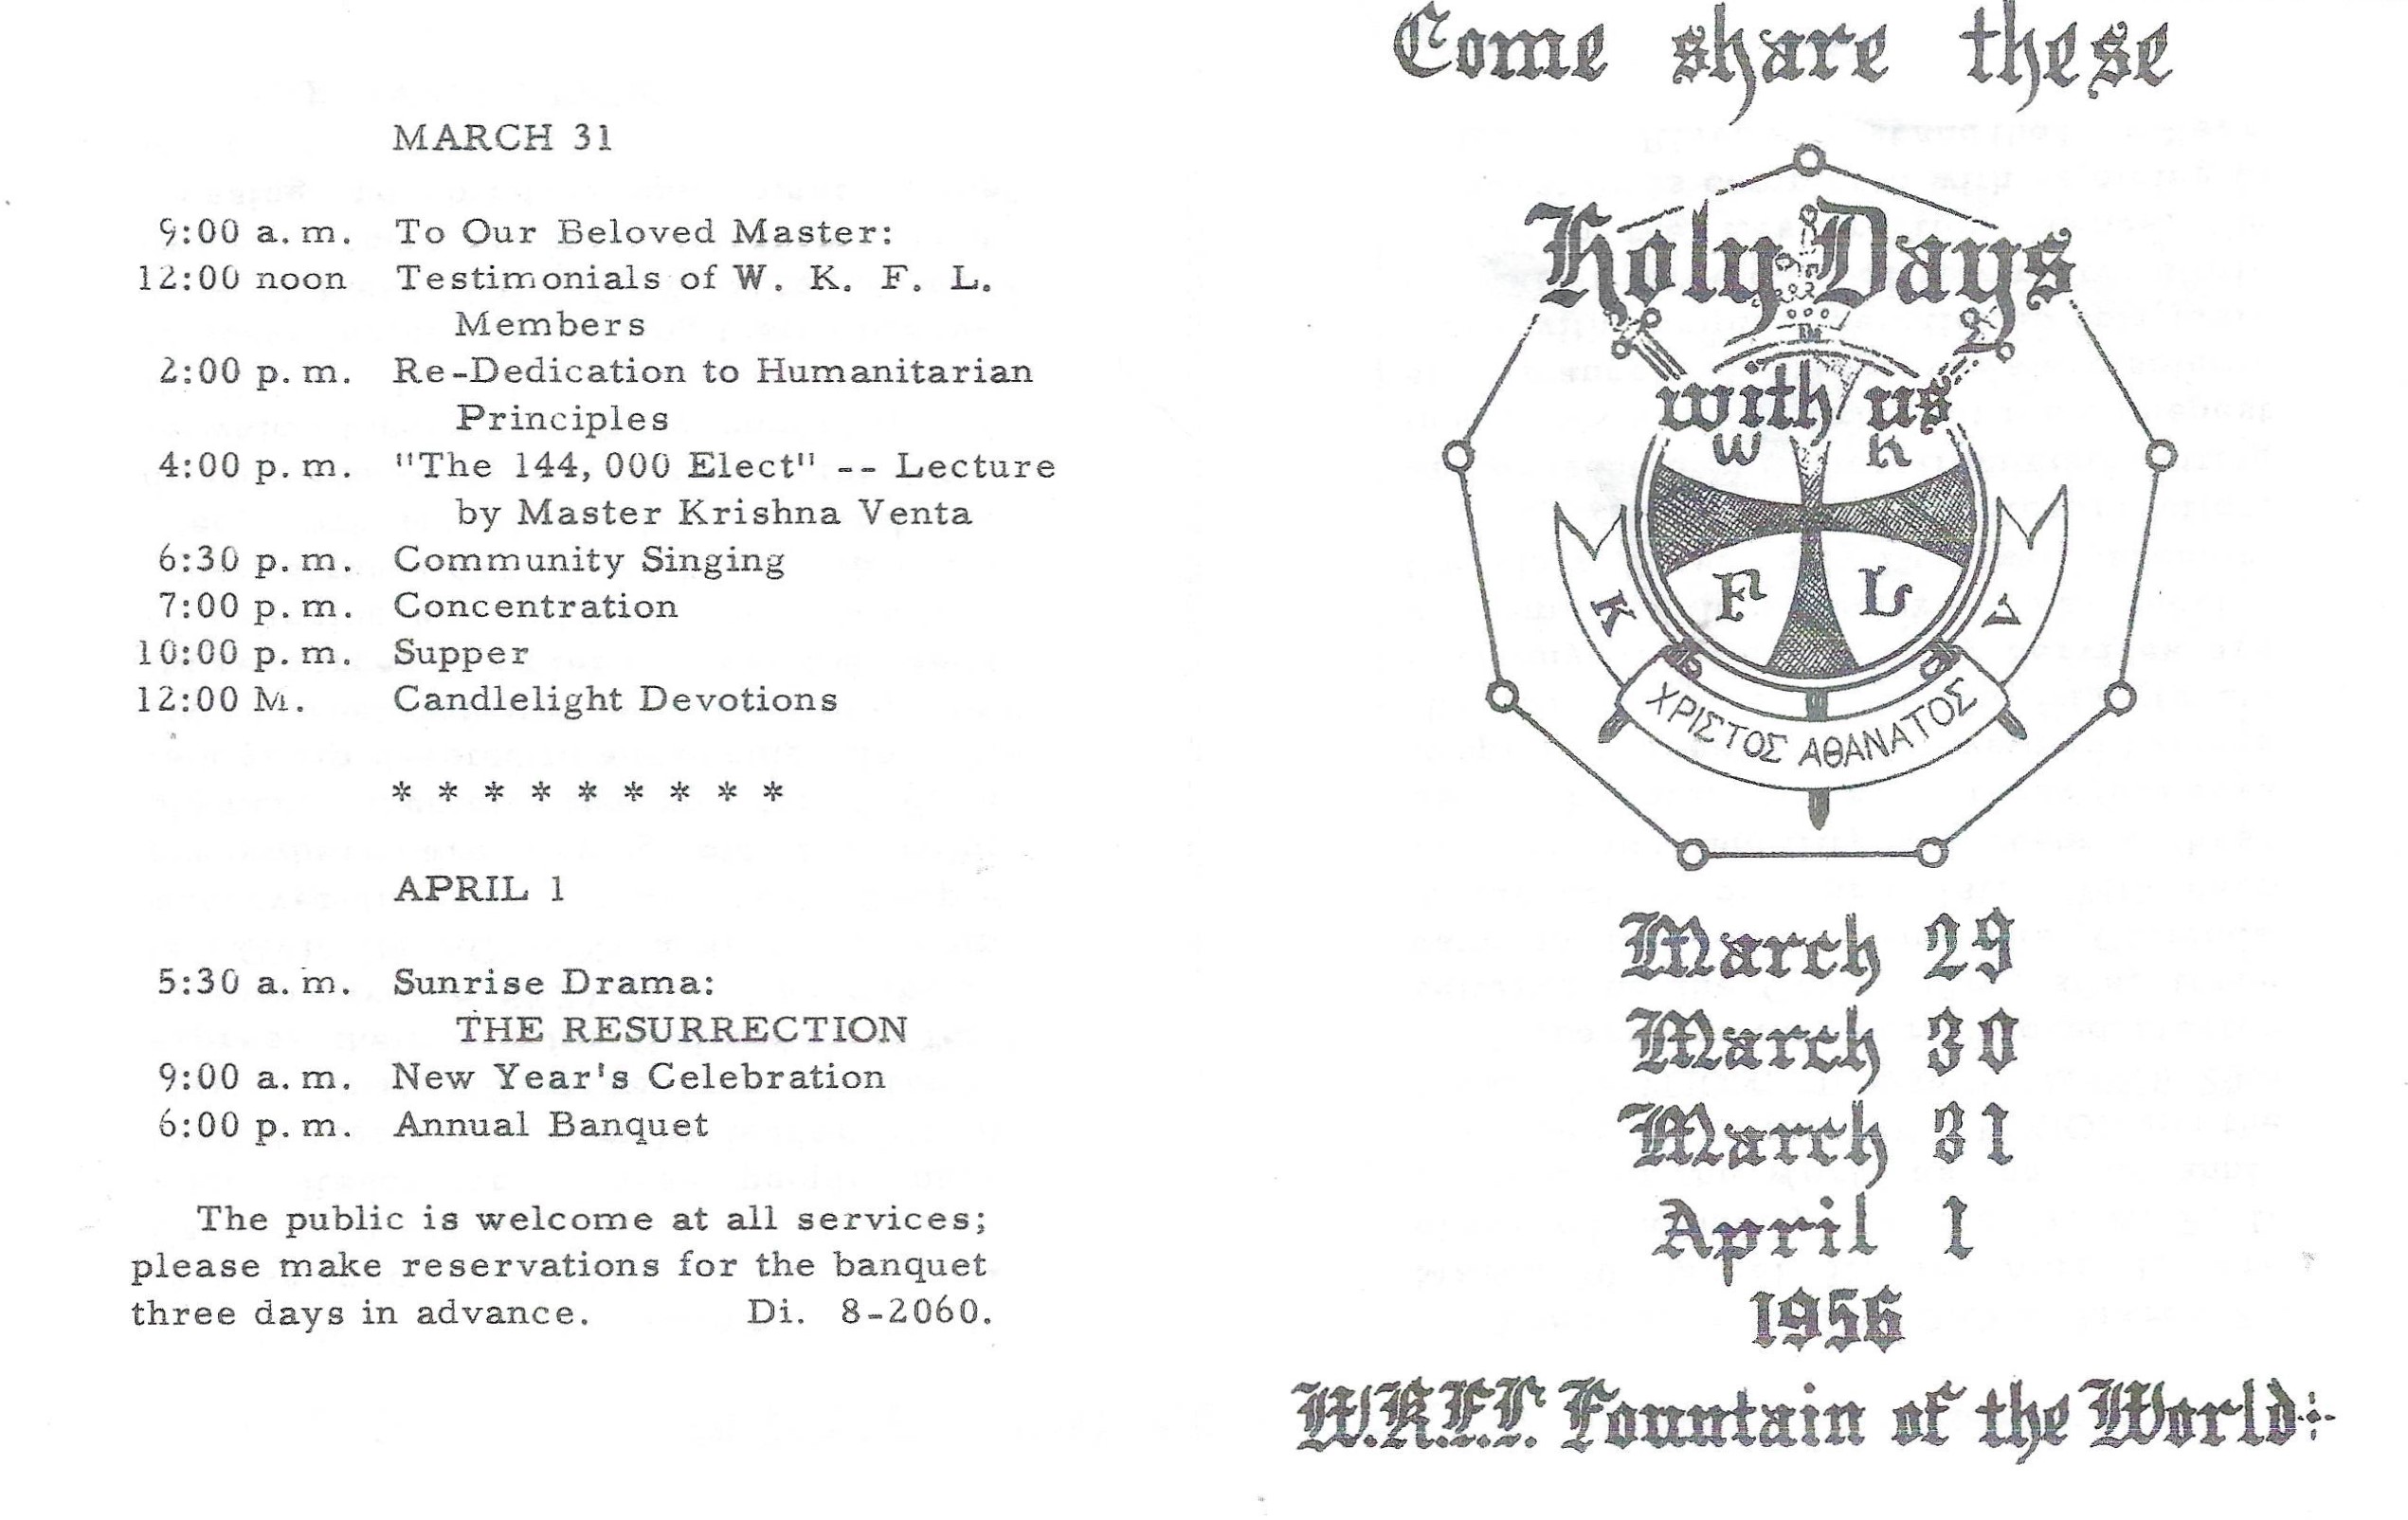 MARCH 31
9:00 a.m. To Our Beloved Master:
12:00 noon Testimonials of W. K. F. L.
Members
2:00 p.m. Re-Dedication to Humanitarian
Principles
4:00 p.m. "The 144,000 Elect" -- Lecture
by Master Krishna Venta
6:30 p.m. Community Singing
7:00 p.m. Concentration
10:00 p.m. Supper
12:00 M. Candlelight Devotions
* * * * * * * * *
APRIL 1
5:30 a.m. Sunrise Drama:
THE RESURRECTION
9:00 a.m. New Year's Celebration
6:00 p.m. Annual Banquet
The public is welcome at all services;
please make reservations for the banquet
three days in advance. Di. 8-2060.
Come share these
Holy Days
with us
W K
F L
K V
ΧΡΙΣΤΟΣ ΑΘΑΝΑΤΟΣ
March 29
March 30
March 31
April 1
1956
W.K.F.L. Fountain of the World